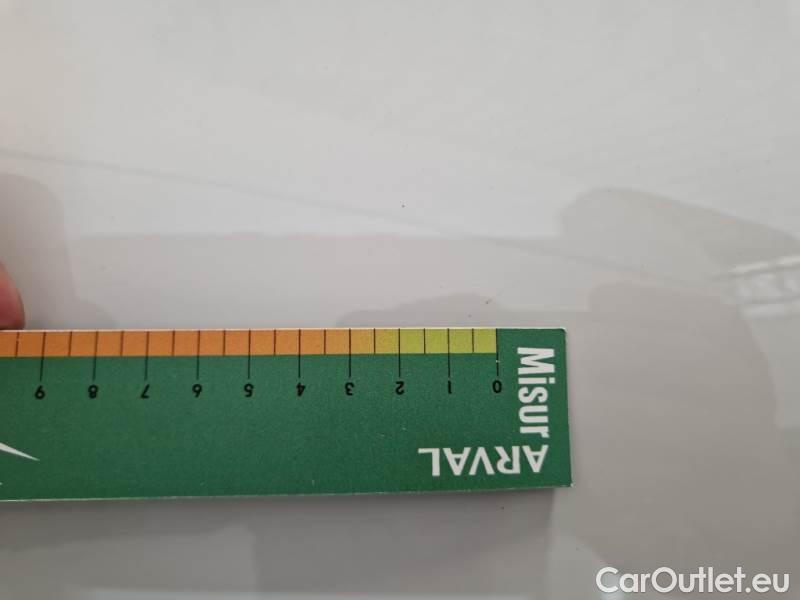 Misur
ARVAL
0 1 2 3 4 5 6 7 8 9
CarOutlet.eu